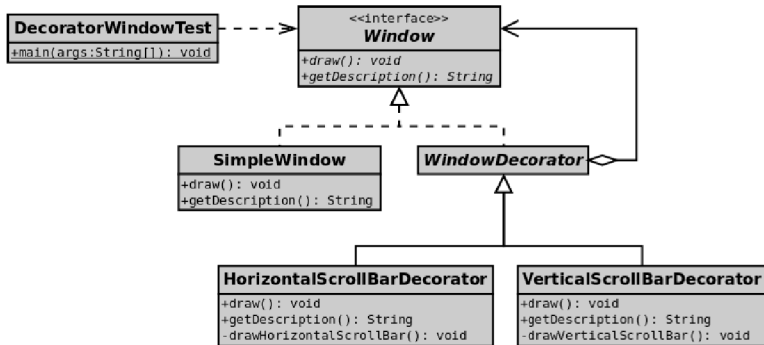 DecoratorWindowTest
+main(args:String[]): void
<<interface>>
Window
+draw(): void
+getDescription(): String
SimpleWindow
+draw(): void
+getDescription(): String
WindowDecorator
HorizontalScrollBarDecorator
+draw(): void
+getDescription(): String
-drawHorizontalScrollBar(): void
VerticalScrollBarDecorator
+draw(): void
+getDescription(): String
-drawVerticalScrollBar(): void